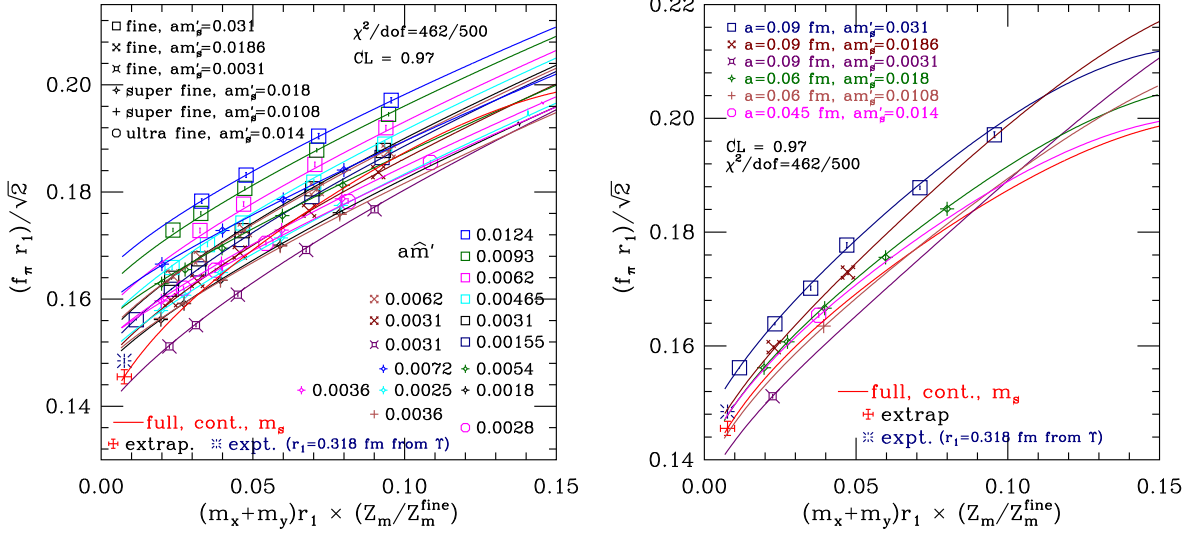 fine, am′ₛ=0.031
fine, am′ₛ=0.0186
fine, am′ₛ=0.0031
super fine, am′ₛ=0.018
super fine, am′ₛ=0.0108
ultra fine, am′ₛ=0.014
χ²/dof=462/500
CL = 0.97
am̂′
0.0124
0.0093
0.0062
0.00465
0.0062
0.0031
0.0031
0.0031
0.00155
0.0072
0.0054
0.0036
0.0025
0.0018
0.0036
0.0028
full, cont., mₛ
extrap.
expt. (r₁=0.318 fm from Υ)
0.20
0.18
0.16
0.14
(f_π r₁)/√2
0.00
0.05
0.10
0.15
(mₓ+m_y)r₁ × (Zₘ/Zₘ^fine)
a=0.09 fm, am′ₛ=0.031
a=0.09 fm, am′ₛ=0.0186
a=0.09 fm, am′ₛ=0.0031
a=0.06 fm, am′ₛ=0.018
a=0.06 fm, am′ₛ=0.0108
a=0.045 fm, am′ₛ=0.014
CL = 0.97
χ²/dof=462/500
full, cont., mₛ
extrap
expt. (r₁=0.318 fm from Υ)
0.22
0.20
0.18
0.16
0.14
(f_π r₁)/√2
0.00
0.05
0.10
0.15
(mₓ+m_y)r₁ × (Zₘ/Zₘ^fine)